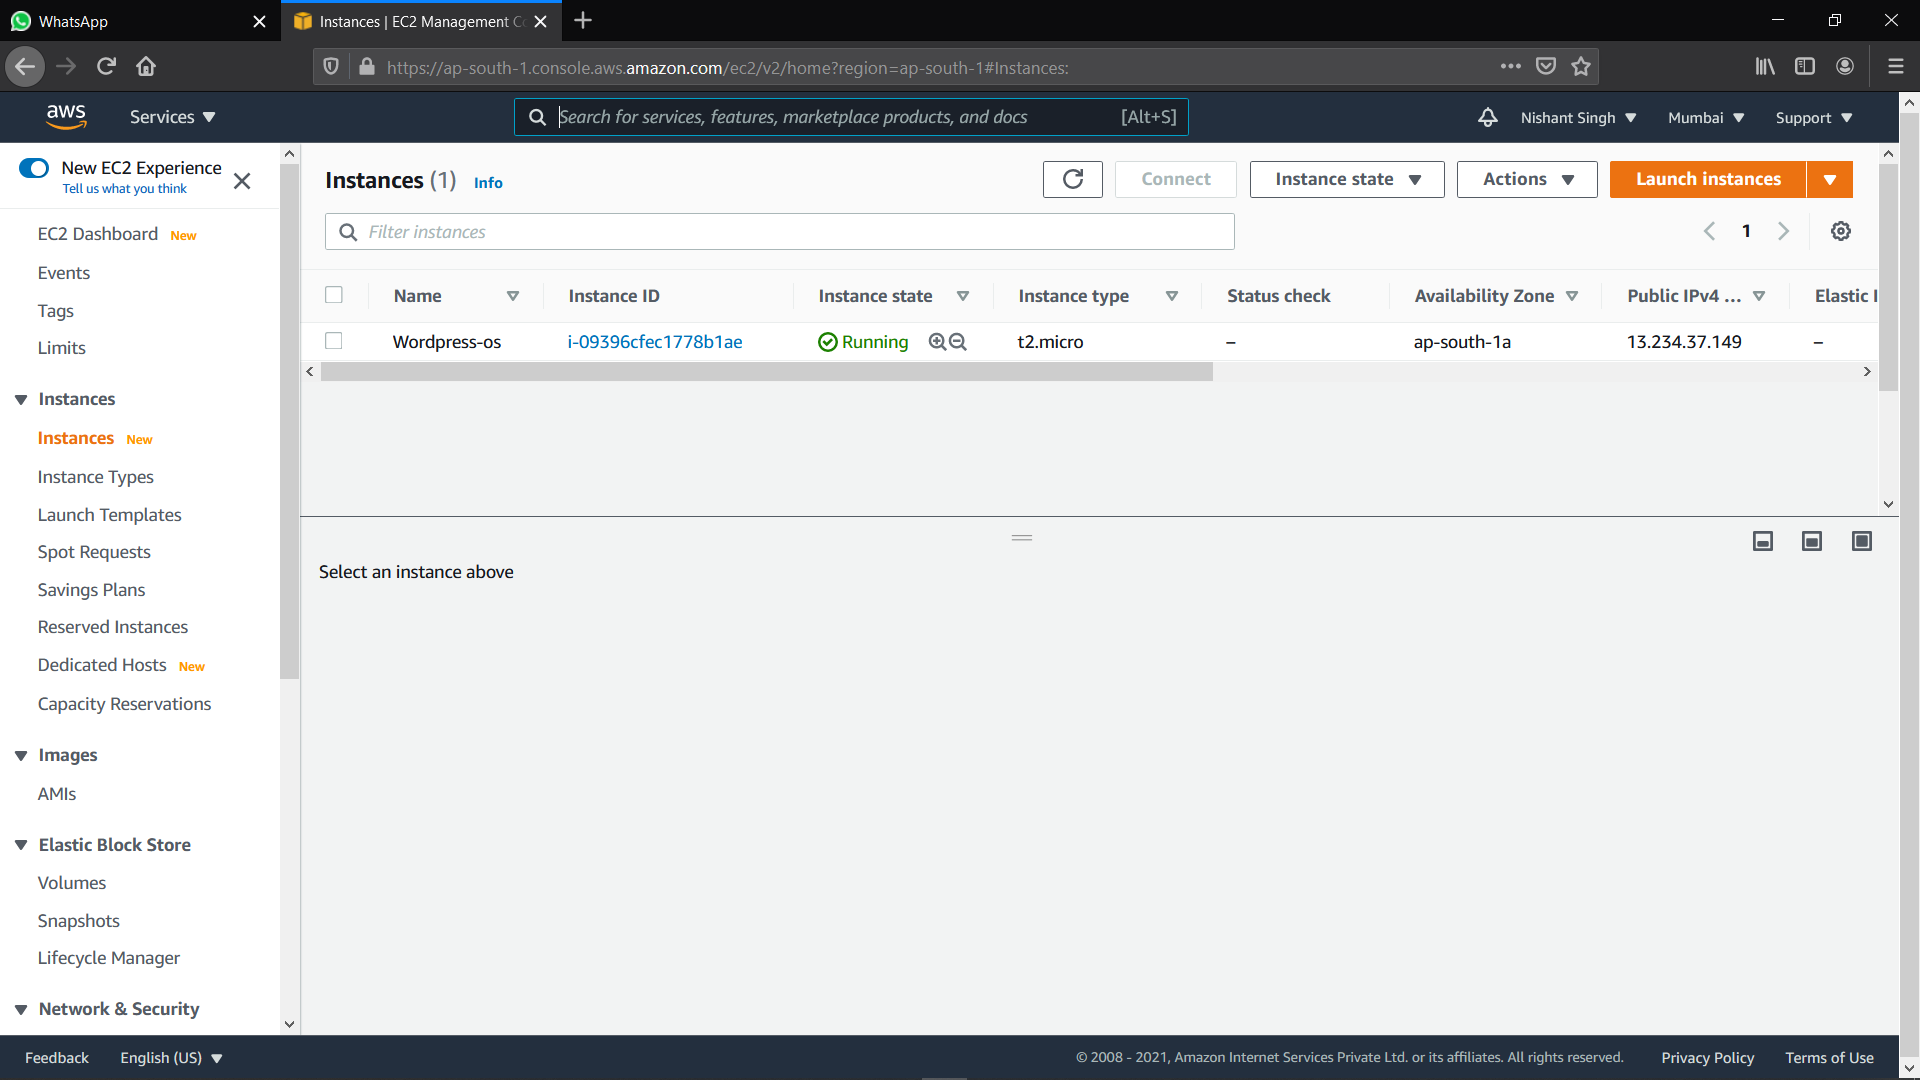 WhatsApp
Instances | EC2 Management Co
https://ap-south-1.console.aws.amazon.com/ec2/v2/home?region=ap-south-1#Instances:
aws
Services
Search for services, features, marketplace products, and docs
[Alt+S]
Nishant Singh
Mumbai
Support
New EC2 Experience
Tell us what you think
EC2 Dashboard New
Events
Tags
Limits
Instances
Instances New
Instance Types
Launch Templates
Spot Requests
Savings Plans
Reserved Instances
Dedicated Hosts New
Capacity Reservations
Images
AMIs
Elastic Block Store
Volumes
Snapshots
Lifecycle Manager
Network & Security
Instances (1) Info
Connect
Instance state
Actions
Launch instances
Filter instances
1
Name Instance ID Instance state Instance type Status check Availability Zone Public IPv4 ... Elastic I
Wordpress-os i-09396cfec1778b1ae Running t2.micro – ap-south-1a 13.234.37.149 –
Select an instance above
Feedback
English (US)
© 2008 - 2021, Amazon Internet Services Private Ltd. or its affiliates. All rights reserved.
Privacy Policy
Terms of Use